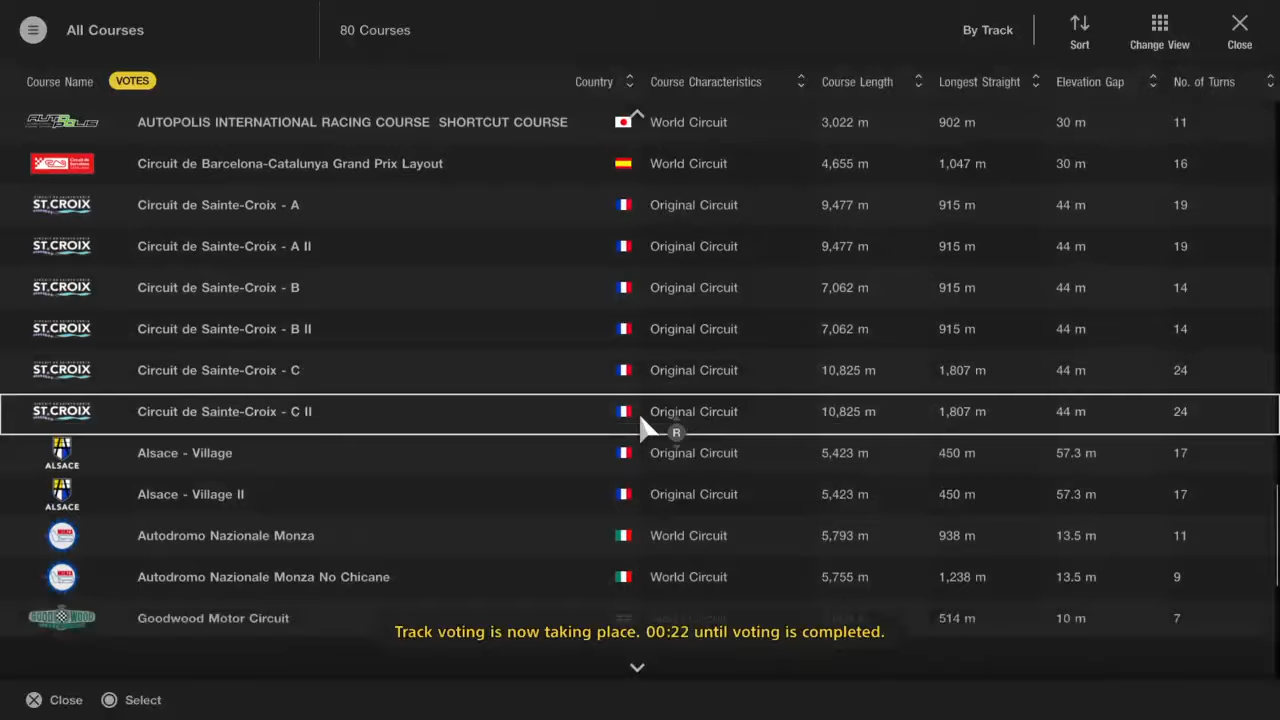 All Courses 80 Courses By Track Sort Change View Close
Course Name VOTES Country Course Characteristics Course Length Longest Straight Elevation Gap No. of Turns
AUTOPOLIS AUTOPOLIS INTERNATIONAL RACING COURSE SHORTCUT COURSE World Circuit 3,022 m 902 m 30 m 11
Circuit de Barcelona-Catalunya Grand Prix Layout World Circuit 4,655 m 1,047 m 30 m 16
ST.CROIX Circuit de Sainte-Croix - A Original Circuit 9,477 m 915 m 44 m 19
ST.CROIX Circuit de Sainte-Croix - A II Original Circuit 9,477 m 915 m 44 m 19
ST.CROIX Circuit de Sainte-Croix - B Original Circuit 7,062 m 915 m 44 m 14
ST.CROIX Circuit de Sainte-Croix - B II Original Circuit 7,062 m 915 m 44 m 14
ST.CROIX Circuit de Sainte-Croix - C Original Circuit 10,825 m 1,807 m 44 m 24
ST.CROIX Circuit de Sainte-Croix - C II Original Circuit 10,825 m 1,807 m 44 m 24
R
ALSACE Alsace - Village Original Circuit 5,423 m 450 m 57.3 m 17
ALSACE Alsace - Village II Original Circuit 5,423 m 450 m 57.3 m 17
MONZA Autodromo Nazionale Monza World Circuit 5,793 m 938 m 13.5 m 11
MONZA Autodromo Nazionale Monza No Chicane World Circuit 5,755 m 1,238 m 13.5 m 9
GOODWOOD Goodwood Motor Circuit 514 m 10 m 7
Track voting is now taking place. 00:22 until voting is completed.
Close Select